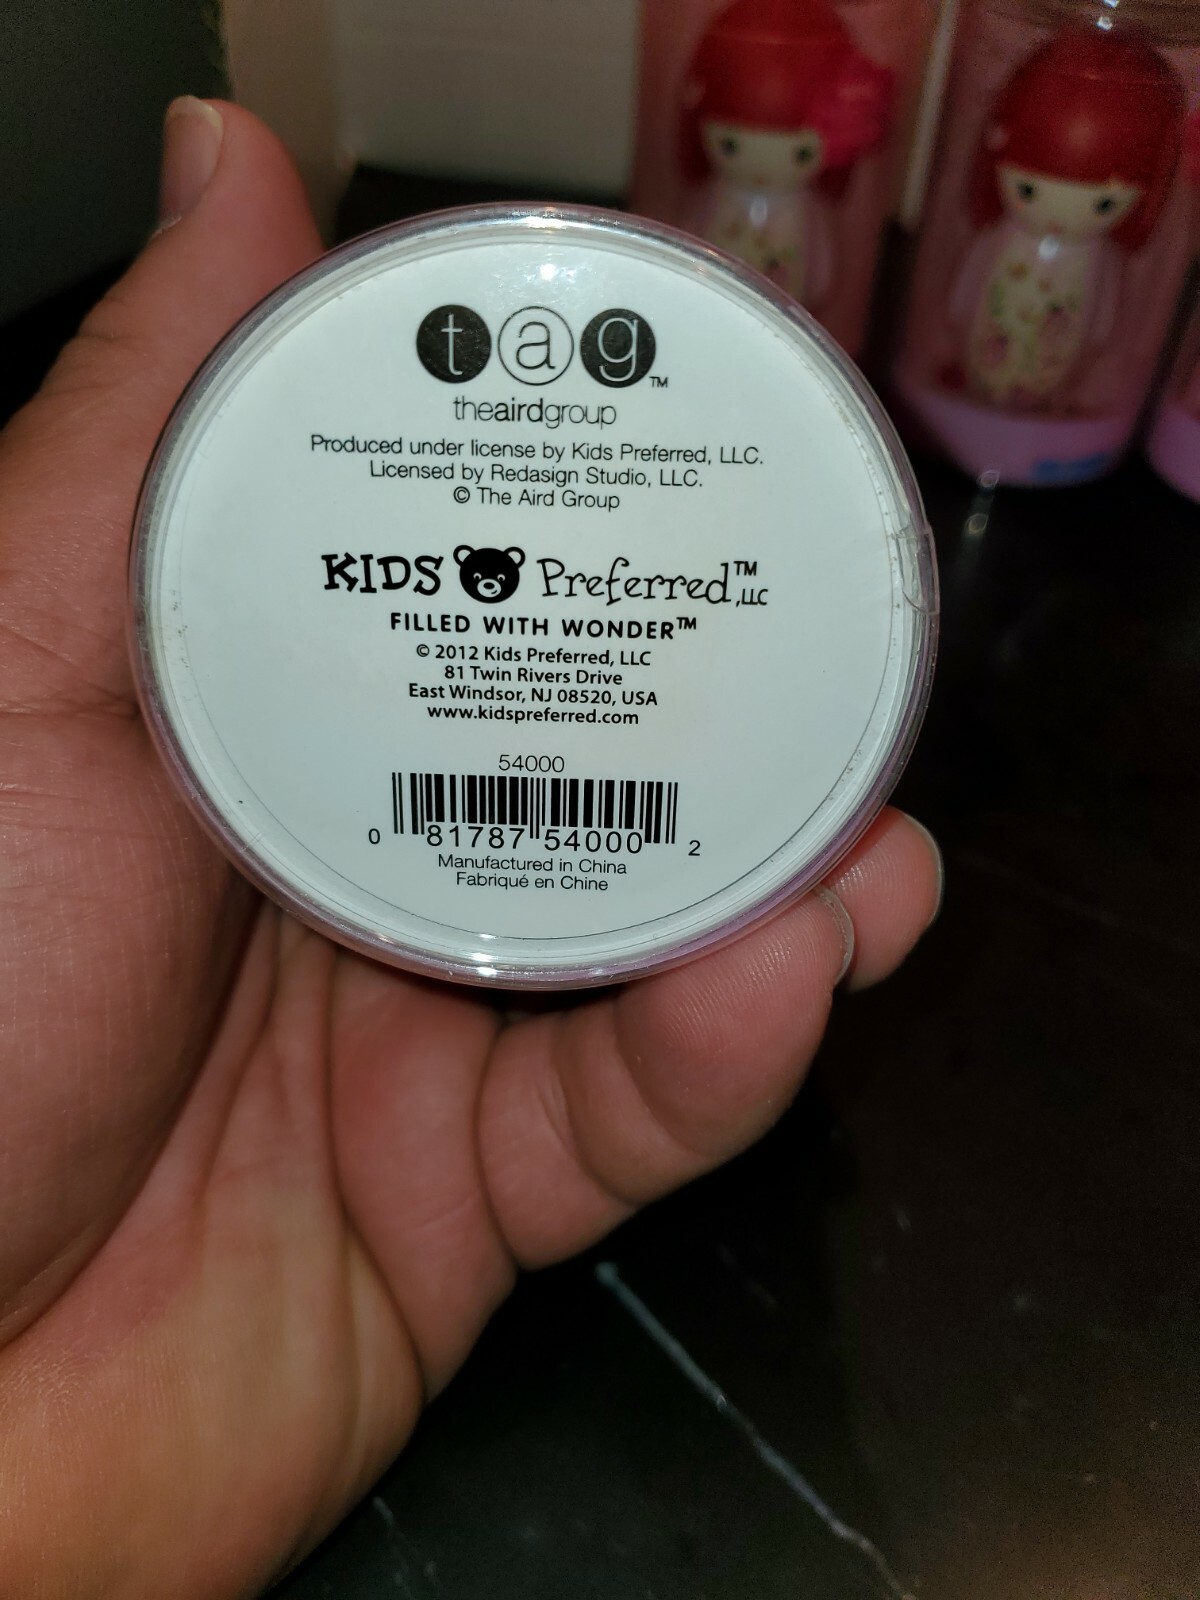 tag™
theairdgroup
Produced under license by Kids Preferred, LLC.
Licensed by Redasign Studio, LLC.
© The Aird Group
KIDS Preferred™, LLC
FILLED WITH WONDER™
© 2012 Kids Preferred, LLC
81 Twin Rivers Drive
East Windsor, NJ 08520, USA
www.kidspreferred.com
54000
0 81787 54000 2
Manufactured in China
Fabriqué en Chine